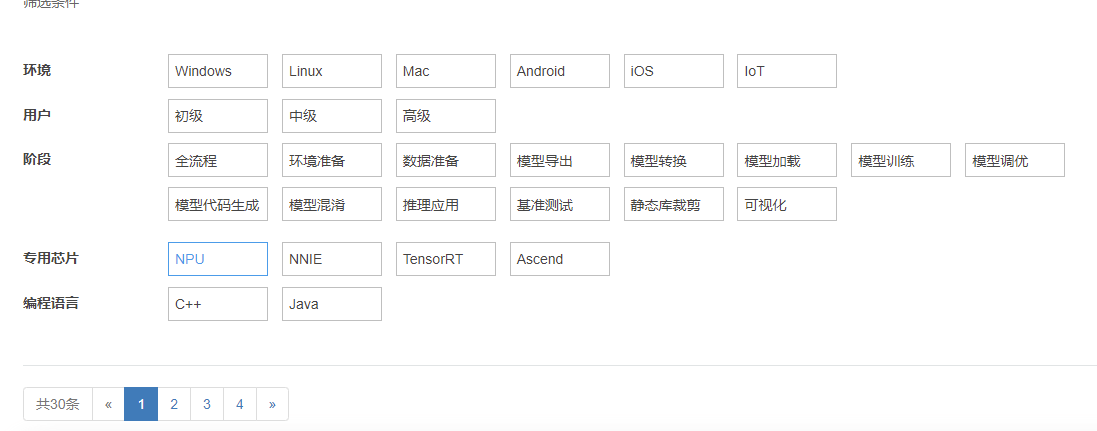 筛选条件
环境 Windows Linux Mac Android iOS IoT
用户 初级 中级 高级
阶段 全流程 环境准备 数据准备 模型导出 模型转换 模型加载 模型训练 模型调优
模型代码生成 模型混淆 推理应用 基准测试 静态库裁剪 可视化
专用芯片 NPU NNIE TensorRT Ascend
编程语言 C++ Java
共30条 « 1 2 3 4 »